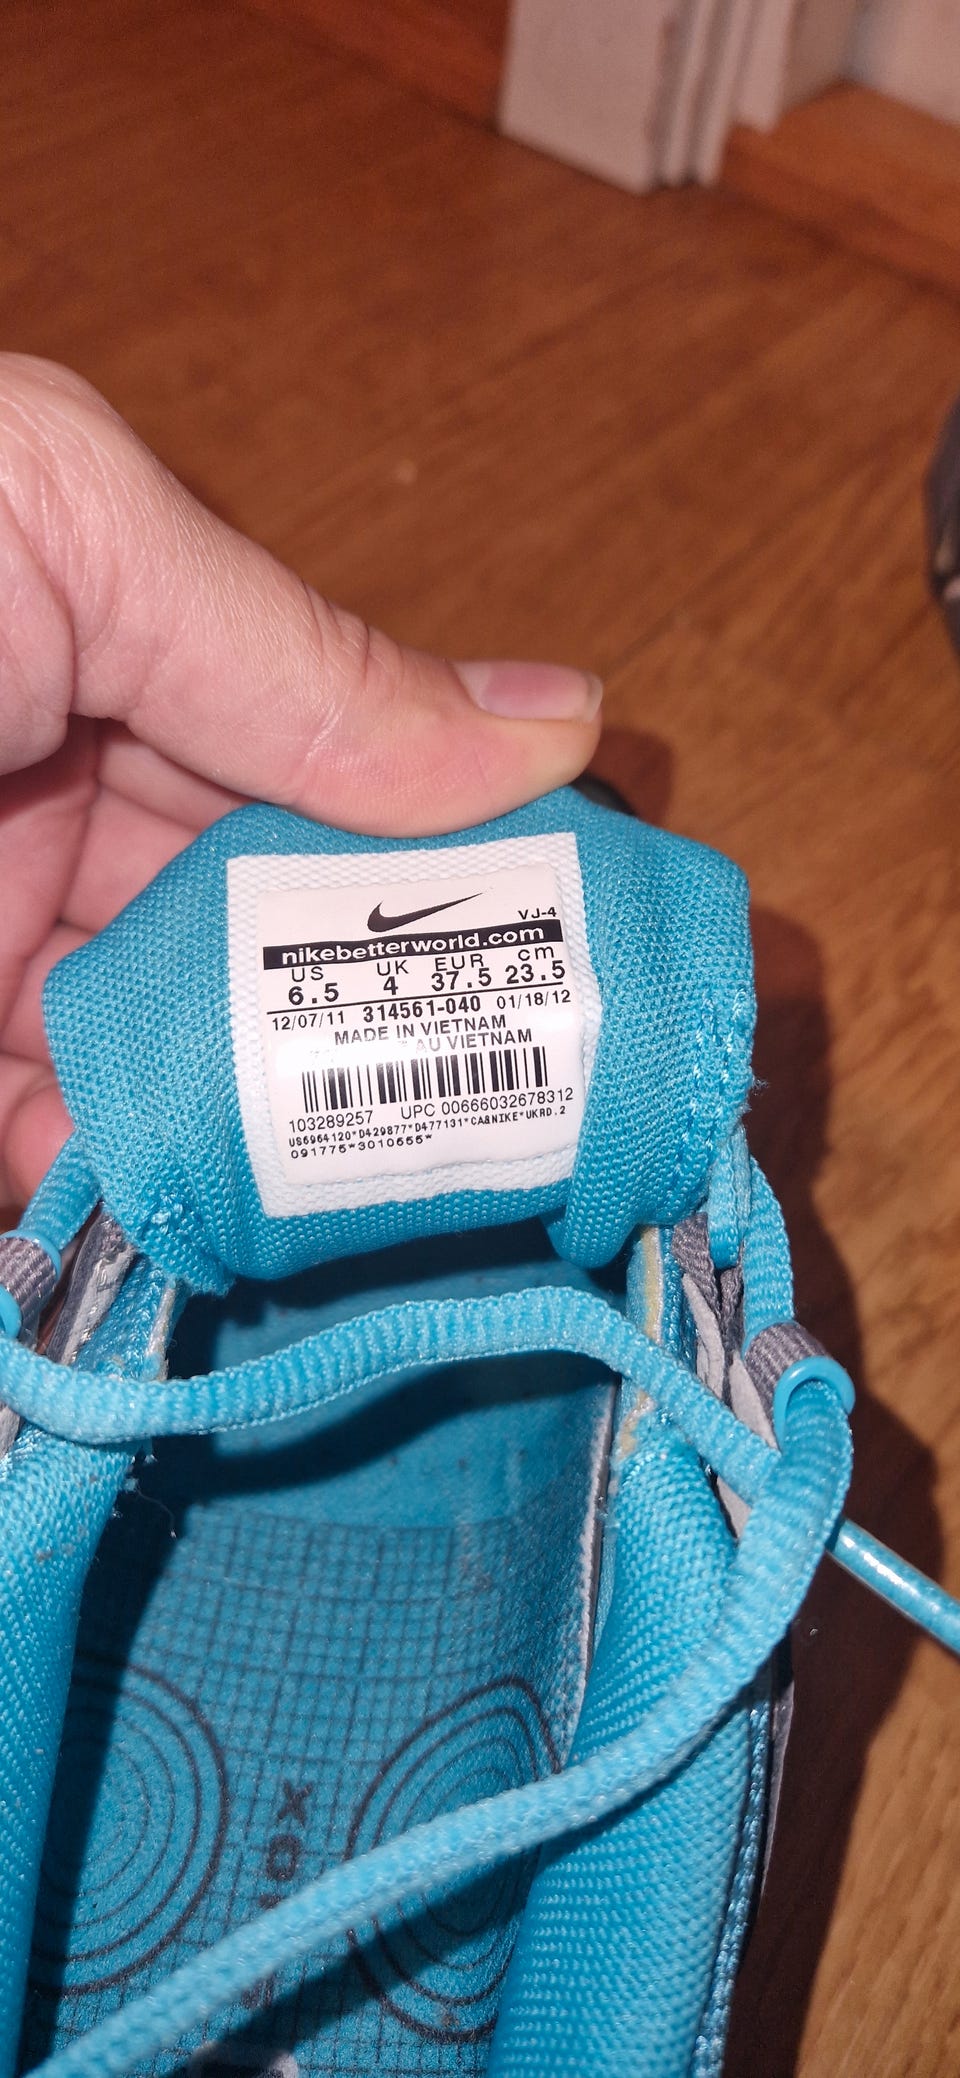 VJ-4
nikebetterworld.com
US UK EUR cm
6.5 4 37.5 23.5
12/07/11 314561-040 01/18/12
MADE IN VIETNAM
AU VIETNAM
103289257 UPC 00666032678312
US6964120*D429877*D477131*CA&NIKE*UKRD.2
091775*3010655*